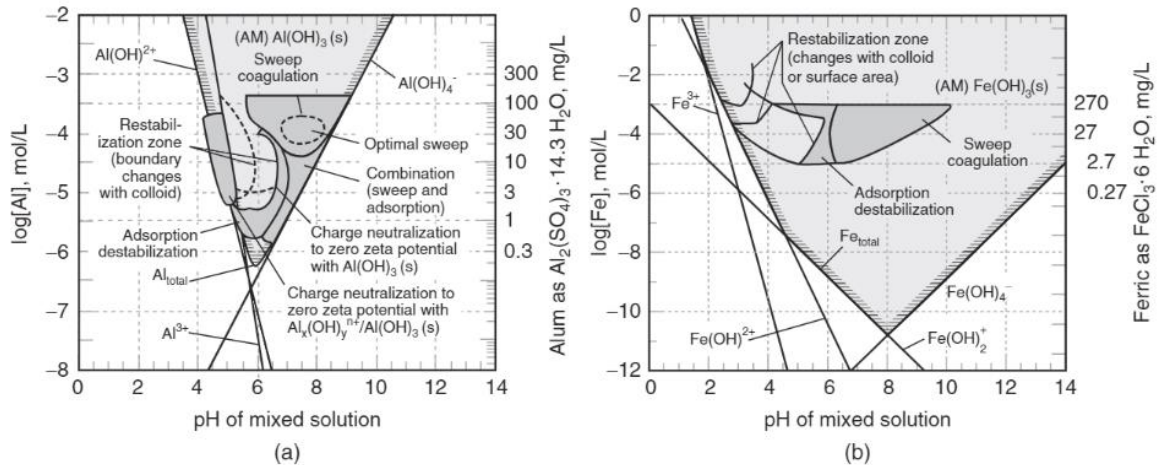 −2
−3
−4
−5
−6
−7
−8
log[Al], mol/L
0
2
4
6
8
10
12
14
pH of mixed solution
(a)
300
100
30
10
3
1
0.3
Alum as Al₂(SO₄)₃· 14.3 H₂O, mg/L
Al(OH)²⁺
(AM) Al(OH)₃(s)
Sweep
coagulation
Al(OH)₄⁻
Restabil-
ization zone
(boundary
changes
with colloid)
Optimal sweep
Combination
(sweep and
adsorption)
Adsorption
destabilization
Charge neutralization
to zero zeta potential
with Al(OH)₃(s)
Al_total
Charge neutralization to
zero zeta potential with
Alₓ(OH)ᵧⁿ⁺/Al(OH)₃(s)
Al³⁺
0
−2
−4
−6
−8
−10
−12
log[Fe], mol/L
0
2
4
6
8
10
12
14
pH of mixed solution
(b)
270
27
2.7
0.27
Ferric as FeCl₃· 6 H₂O, mg/L
Restabilization zone
(changes with colloid
or surface area)
(AM) Fe(OH)₃(s)
Fe³⁺
Sweep
coagulation
Adsorption
destabilization
Fe_total
Fe(OH)₄⁻
Fe(OH)²⁺
Fe(OH)₂⁺